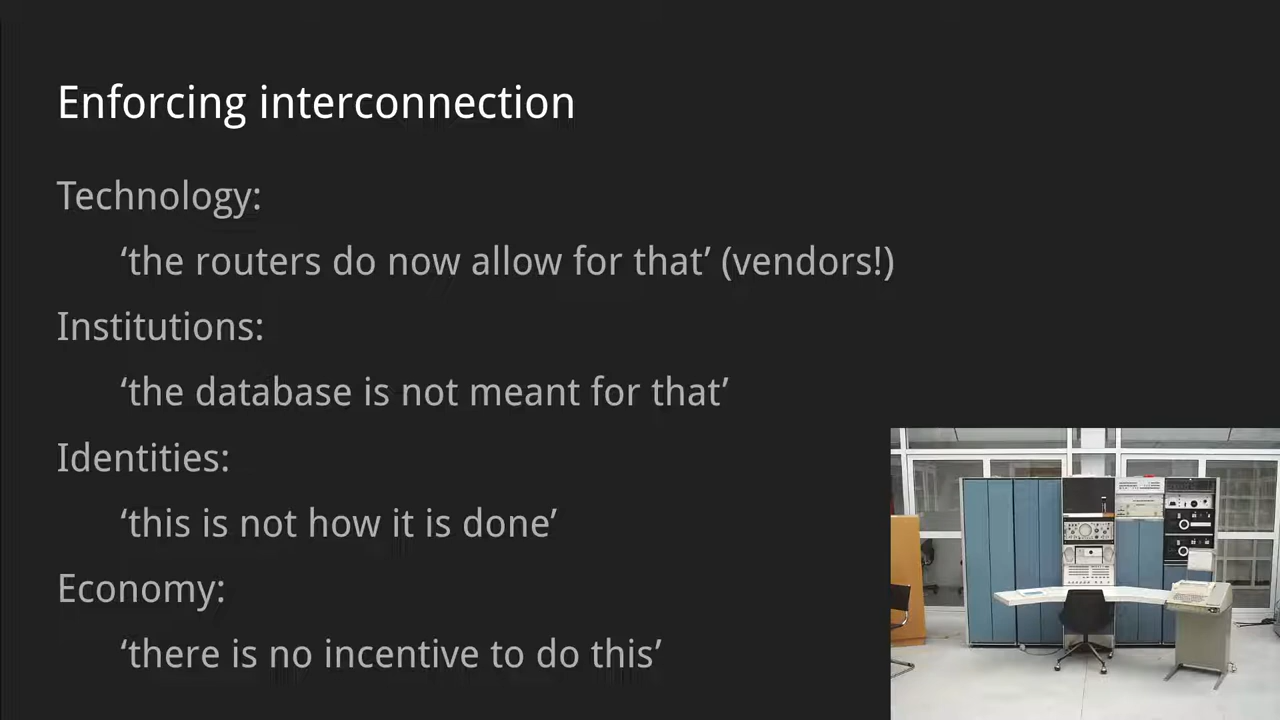 Enforcing interconnection
Technology:
‘the routers do now allow for that’ (vendors!)
Institutions:
‘the database is not meant for that’
Identities:
‘this is not how it is done’
Economy:
‘there is no incentive to do this’